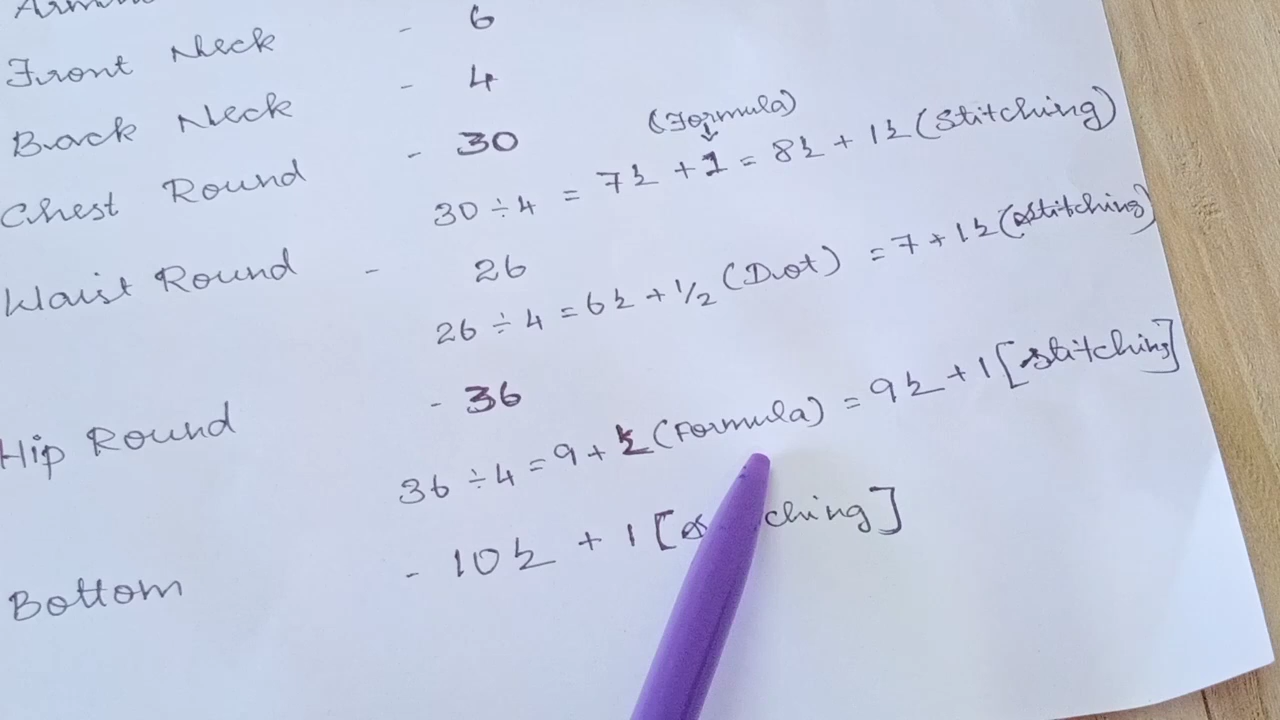 Front Neck - 6
Back Neck - 4
Chest Round - 30
(Formula)
30 ÷ 4 = 7½ + 1 = 8½ + 1½ (Stitching)
Waist Round - 26
26 ÷ 4 = 6½ + 1/2 (Dot) = 7 + 1½ (Stitching)
Hip Round - 36
36 ÷ 4 = 9 + ½ (Formula) = 9½ + 1 [Stitching]
Bottom - 10½ + 1 [ ching]